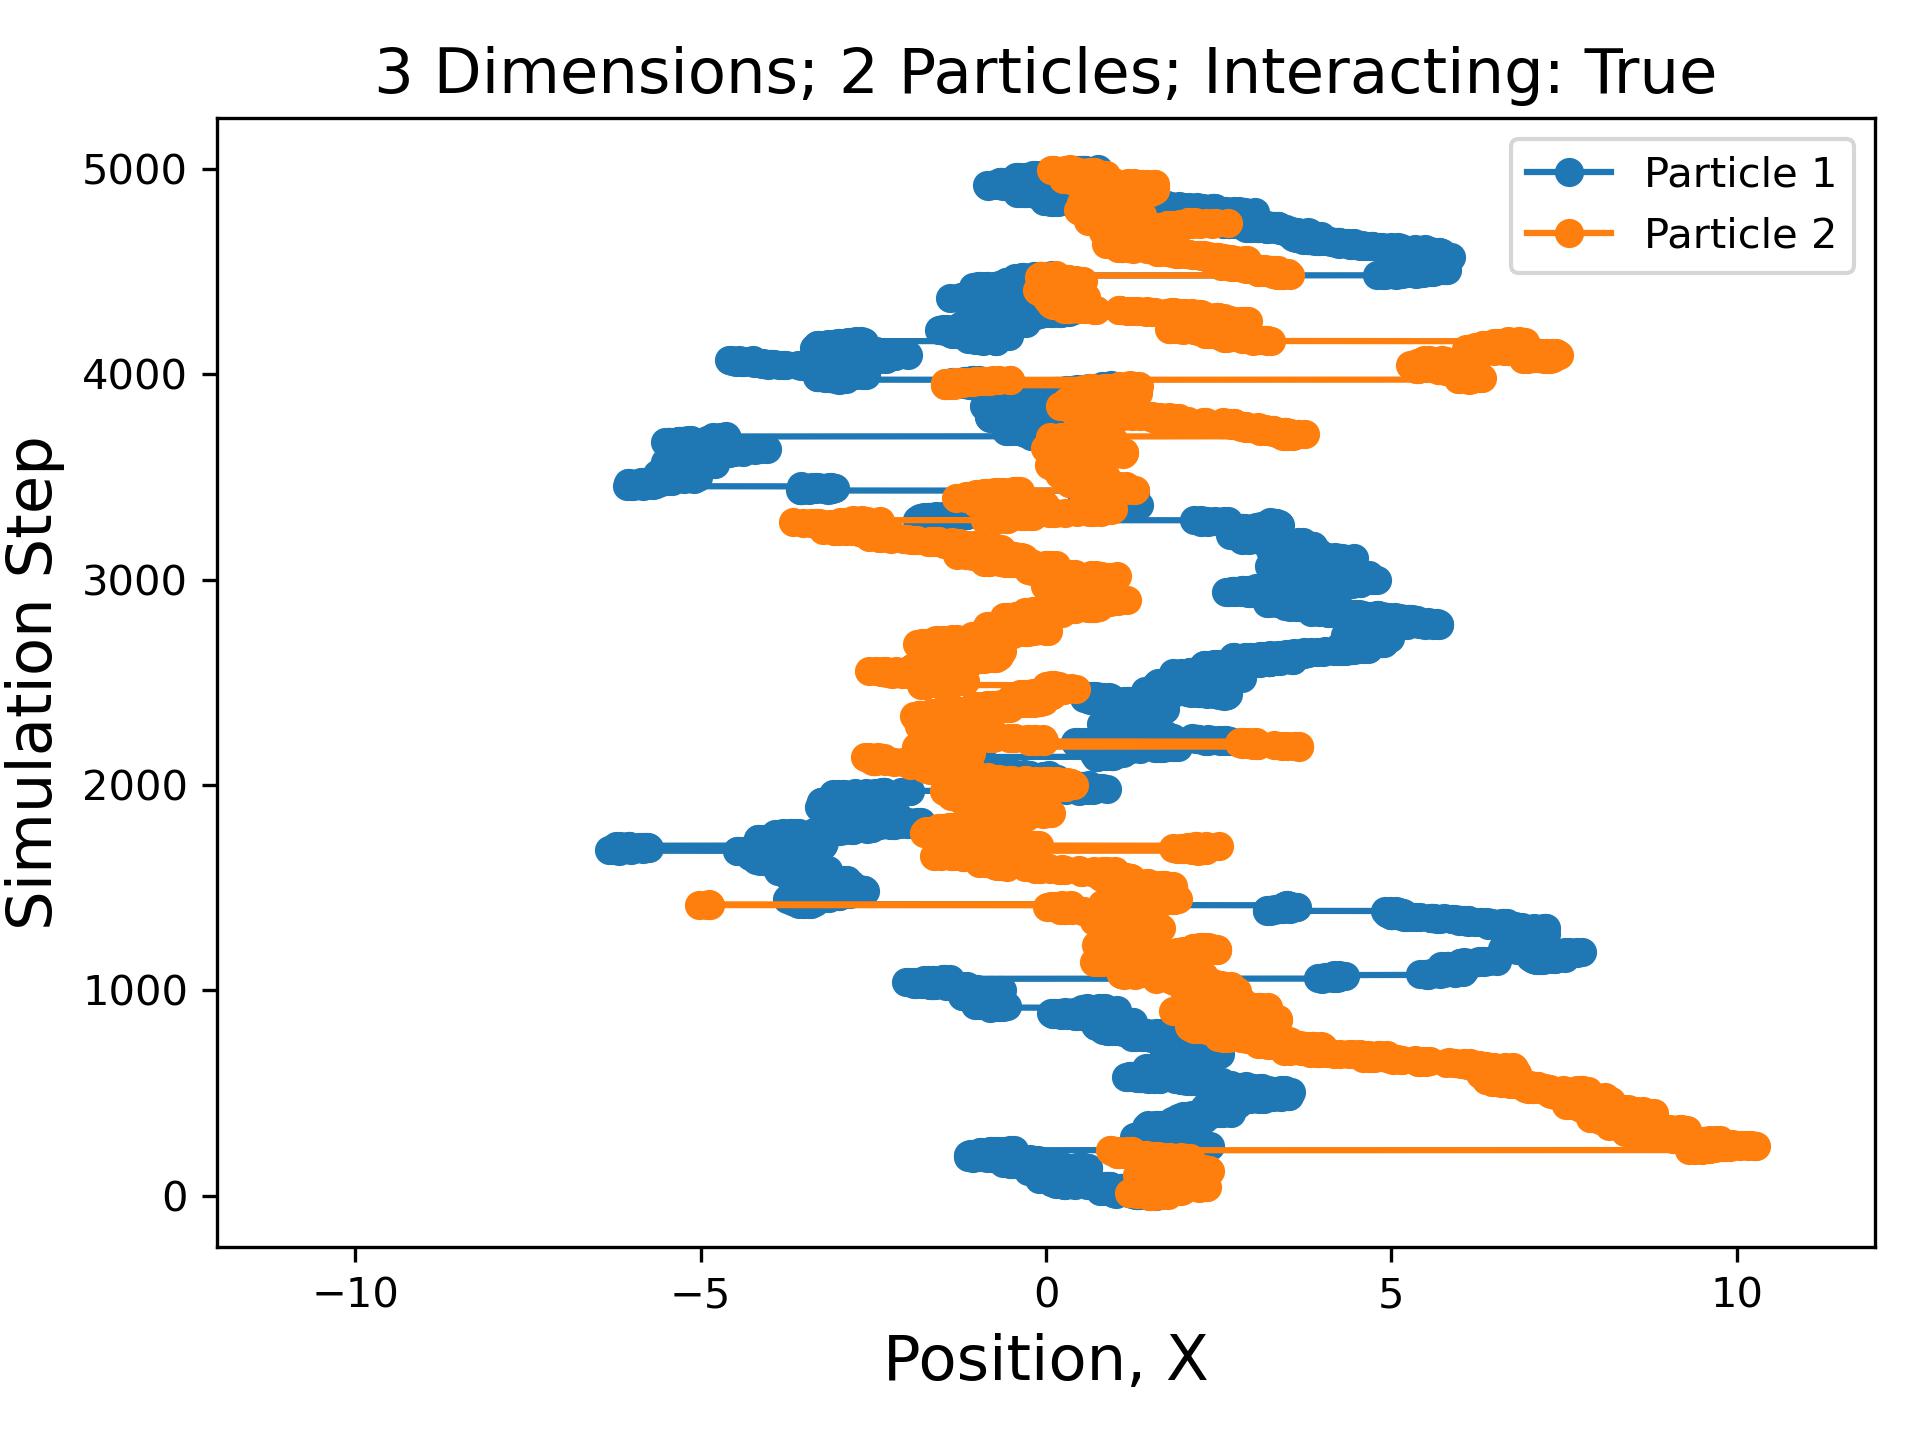 3 Dimensions; 2 Particles; Interacting: True
Particle 1
Particle 2
Simulation Step
5000
4000
3000
2000
1000
0
−10
−5
0
5
10
Position, X